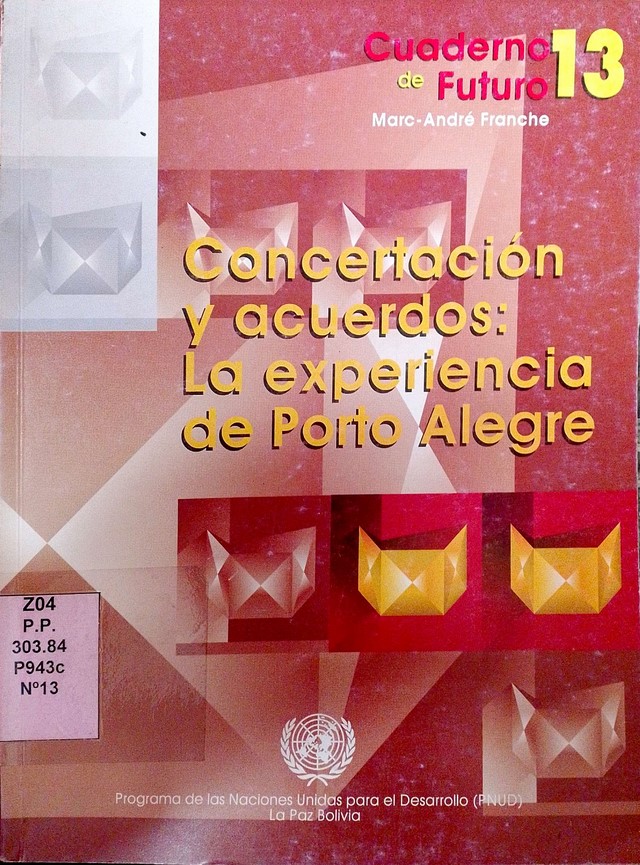 Cuaderno 13
de Futuro
Marc-André Franche
Concertación
y acuerdos:
La experiencia
de Porto Alegre
Z04
P.P.
303.84
P943c
Nº13
Programa de las Naciones Unidas para el Desarrollo (PNUD)
La Paz Bolivia